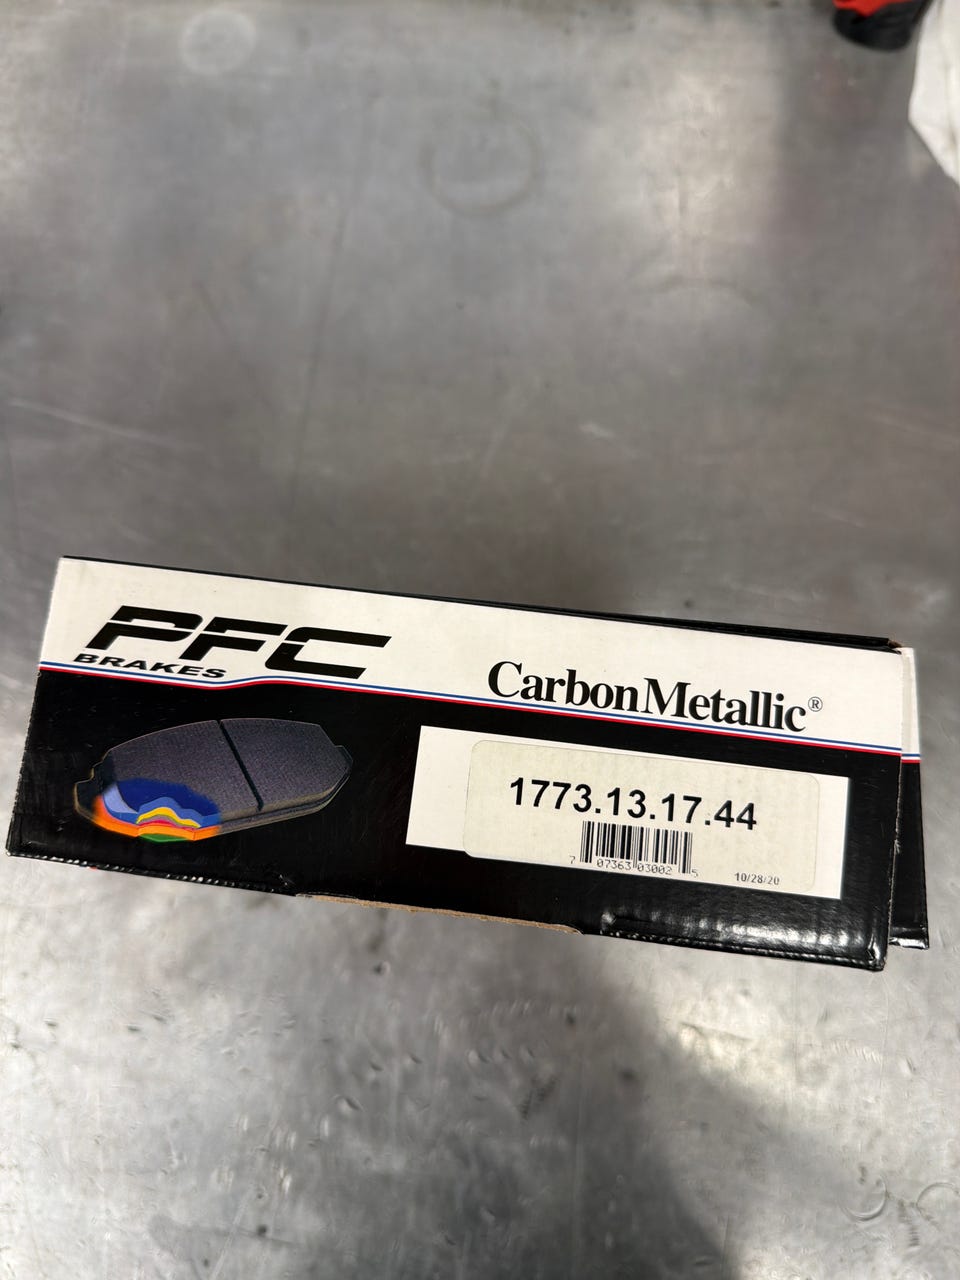 PFC
BRAKES
CarbonMetallic®
1773.13.17.44
7 07363 03002 5
10/28/20